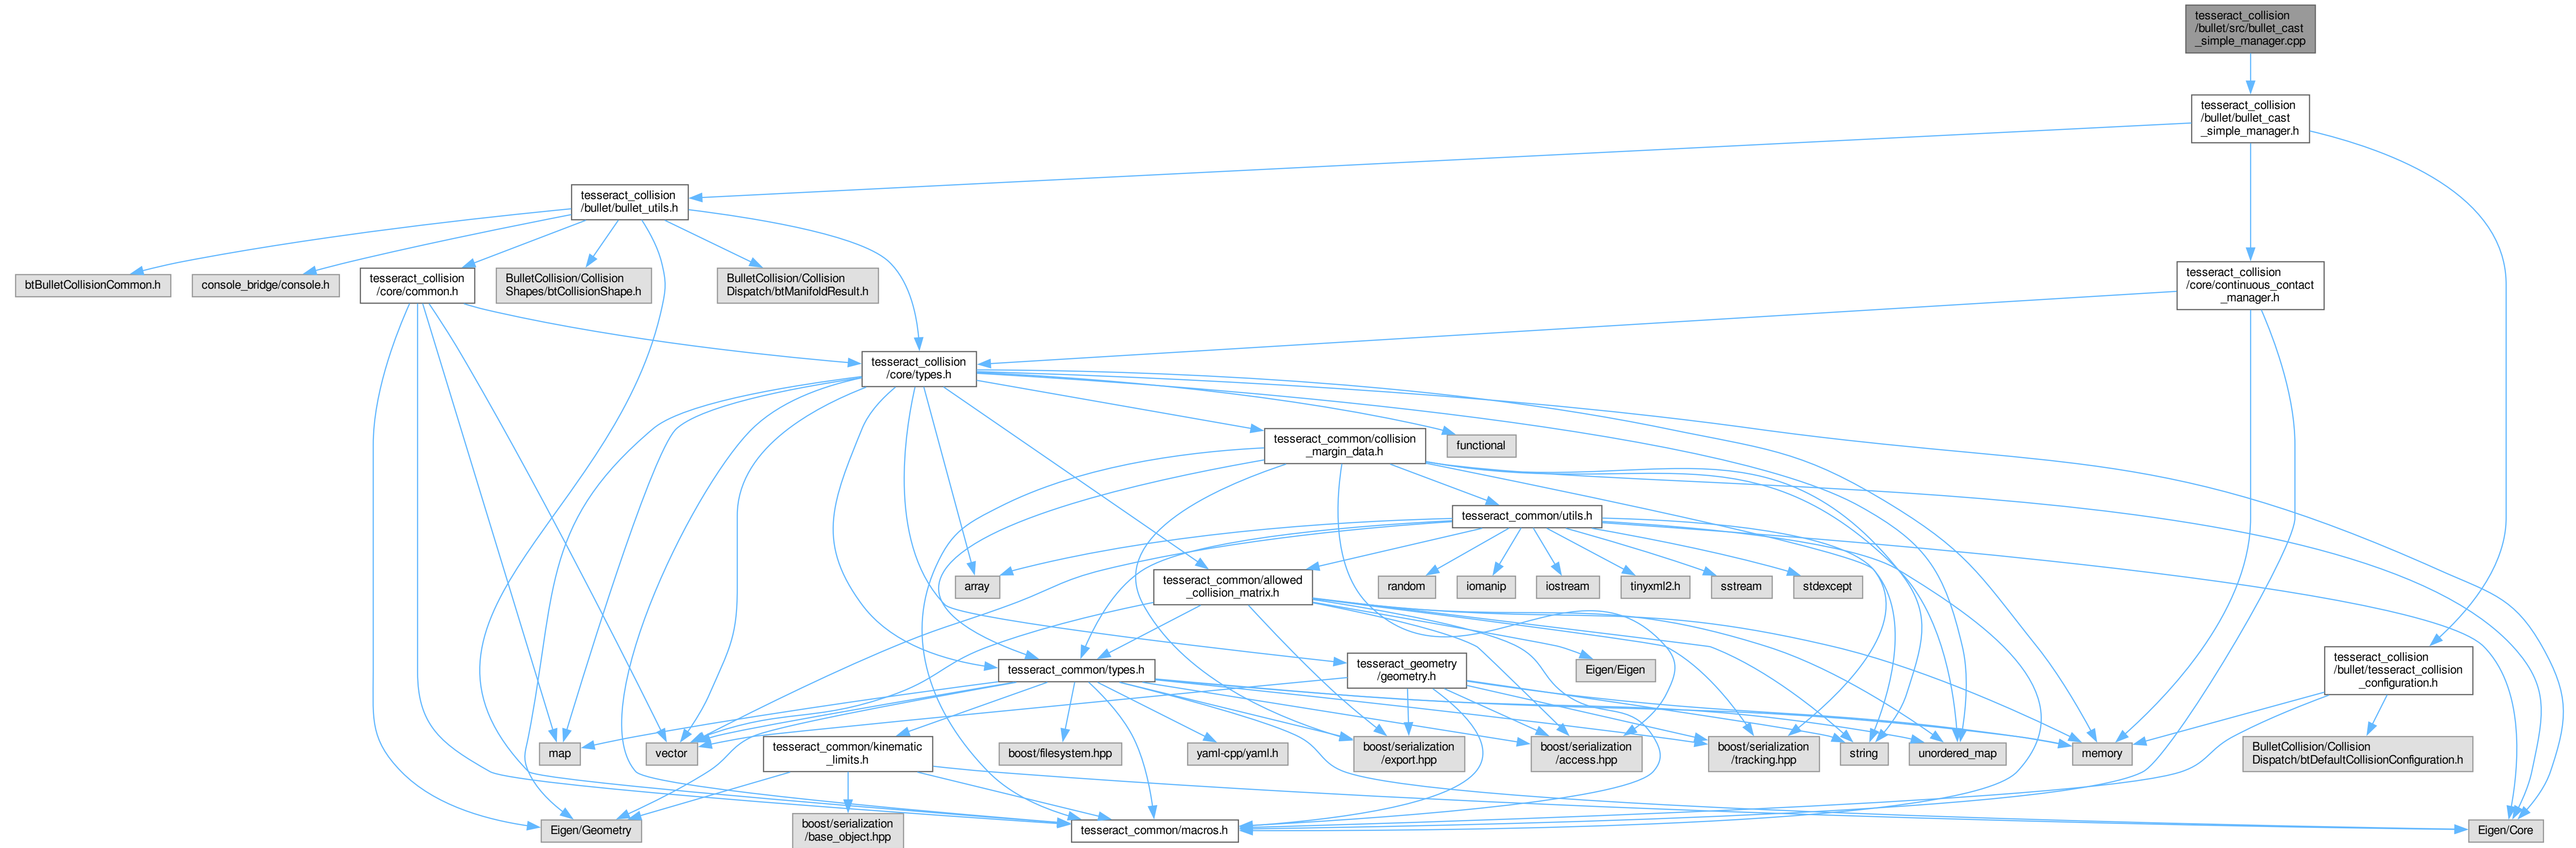 tesseract_collision
/bullet/src/bullet_cast
_simple_manager.cpp
tesseract_collision
/bullet/bullet_cast
_simple_manager.h
tesseract_collision
/bullet/bullet_utils.h
btBulletCollisionCommon.h
console_bridge/console.h
tesseract_collision
/core/common.h
BulletCollision/Collision
Shapes/btCollisionShape.h
BulletCollision/Collision
Dispatch/btManifoldResult.h
tesseract_collision
/core/continuous_contact
_manager.h
tesseract_collision
/core/types.h
tesseract_common/collision
_margin_data.h
functional
tesseract_common/utils.h
array
tesseract_common/allowed
_collision_matrix.h
random
iomanip
iostream
tinyxml2.h
sstream
stdexcept
tesseract_common/types.h
tesseract_geometry
/geometry.h
Eigen/Eigen
tesseract_collision
/bullet/tesseract_collision
_configuration.h
map
vector
tesseract_common/kinematic
_limits.h
boost/filesystem.hpp
yaml-cpp/yaml.h
boost/serialization
/export.hpp
boost/serialization
/access.hpp
boost/serialization
/tracking.hpp
string
unordered_map
memory
BulletCollision/Collision
Dispatch/btDefaultCollisionConfiguration.h
Eigen/Geometry
boost/serialization
/base_object.hpp
tesseract_common/macros.h
Eigen/Core